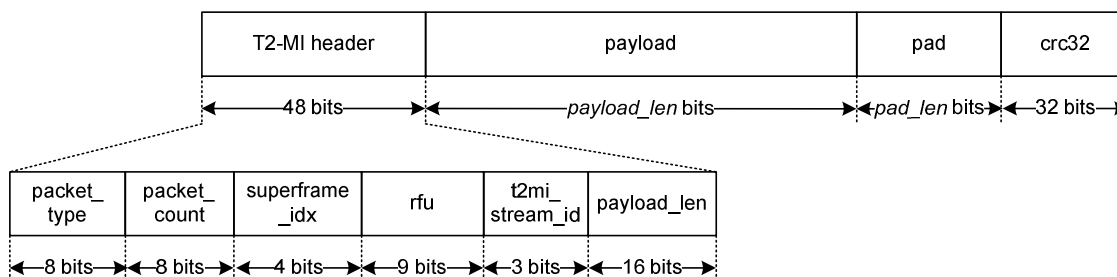 T2-MI header payload pad crc32
48 bits payload_len bits pad_len bits 32 bits
packet_
type
packet_
count
superframe
_idx
rfu
t2mi_
stream_id
payload_len
8 bits 8 bits 4 bits 9 bits 3 bits 16 bits